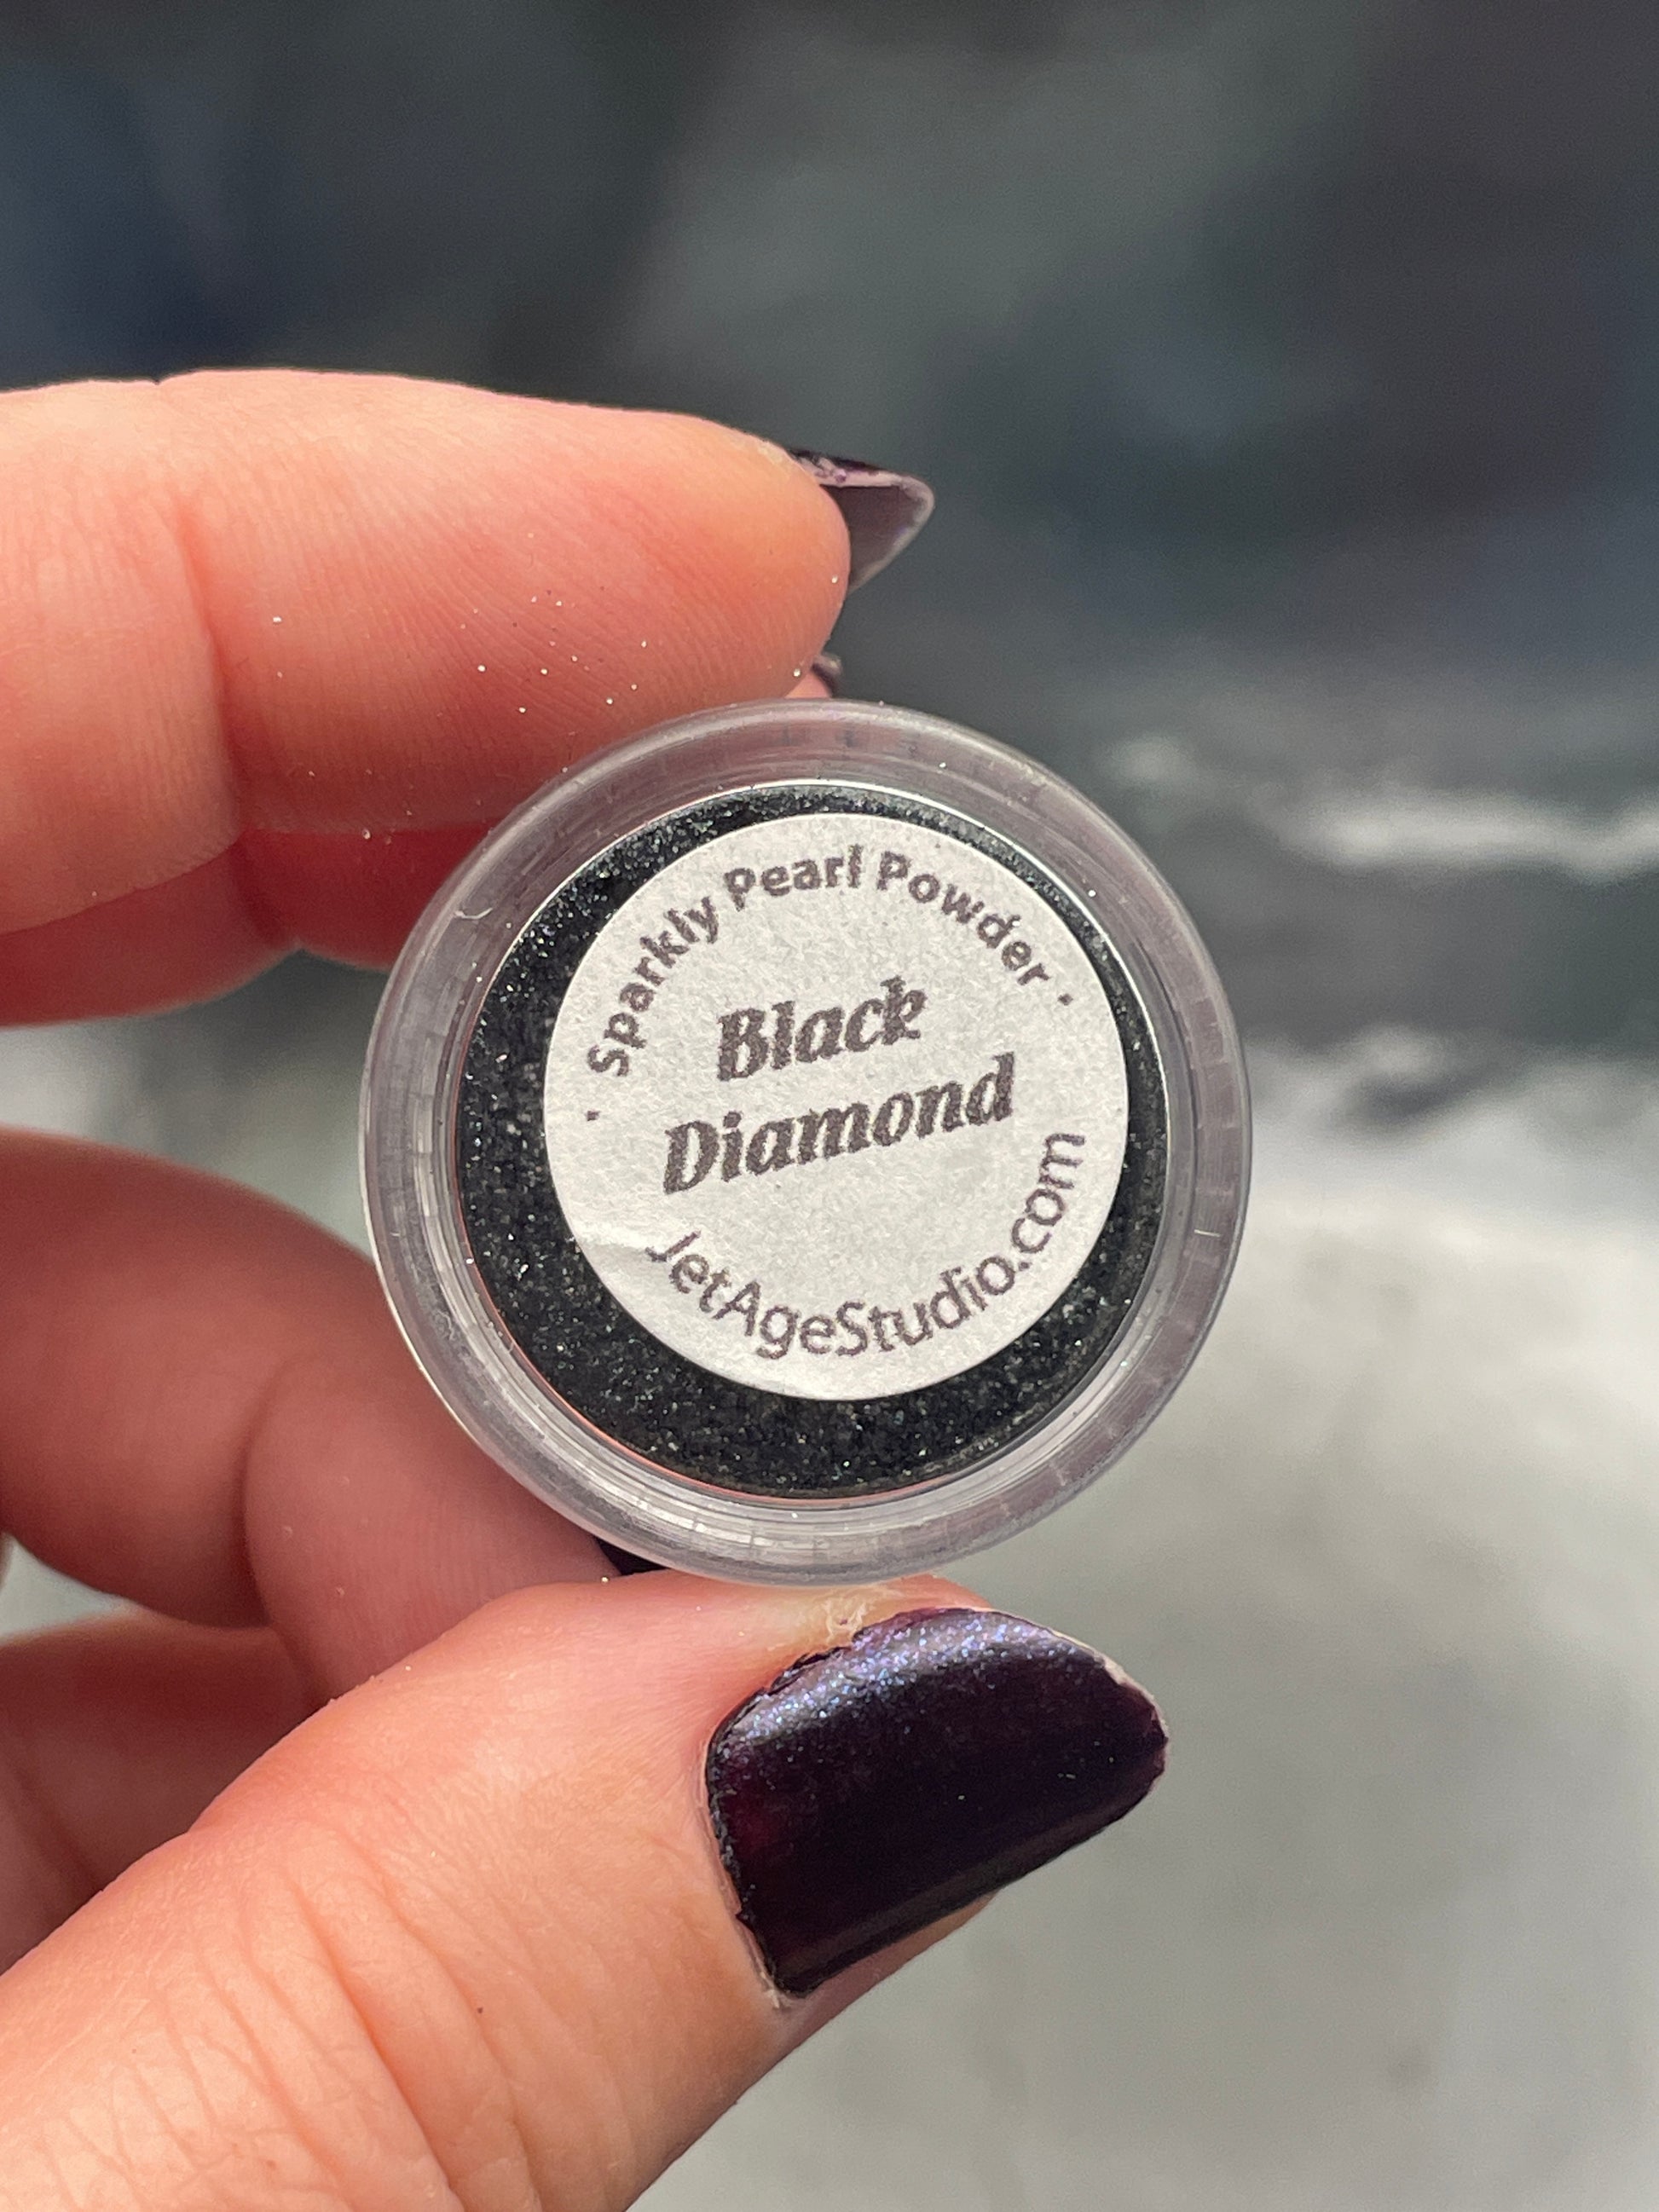 · Sparkly Pearl Powder ·
Black
Diamond
JetAgeStudio.com